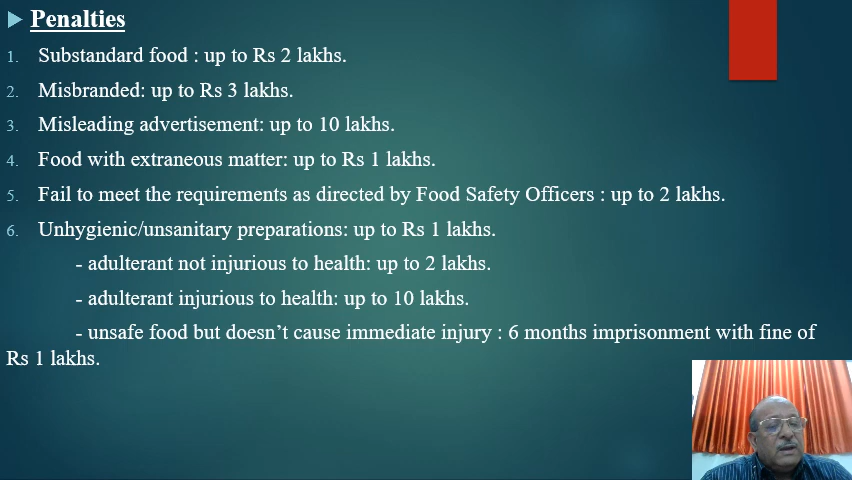 Penalties
1. Substandard food : up to Rs 2 lakhs.
2. Misbranded: up to Rs 3 lakhs.
3. Misleading advertisement: up to 10 lakhs.
4. Food with extraneous matter: up to Rs 1 lakhs.
5. Fail to meet the requirements as directed by Food Safety Officers : up to 2 lakhs.
6. Unhygienic/unsanitary preparations: up to Rs 1 lakhs.
- adulterant not injurious to health: up to 2 lakhs.
- adulterant injurious to health: up to 10 lakhs.
- unsafe food but doesn’t cause immediate injury : 6 months imprisonment with fine of
Rs 1 lakhs.